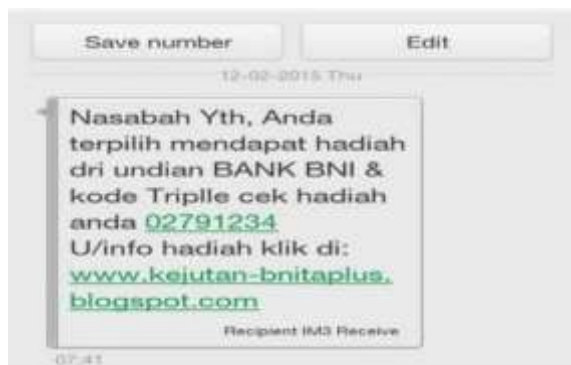 Save number Edit
12-02-2015 Thu
Nasabah Yth, Anda
terpilih mendapat hadiah
dri undian BANK BNI &
kode Triplle cek hadiah
anda 02791234
U/info hadiah klik di:
www.kejutan-bnitaplus.
blogspot.com
Recipient IM3 Receive
07:41